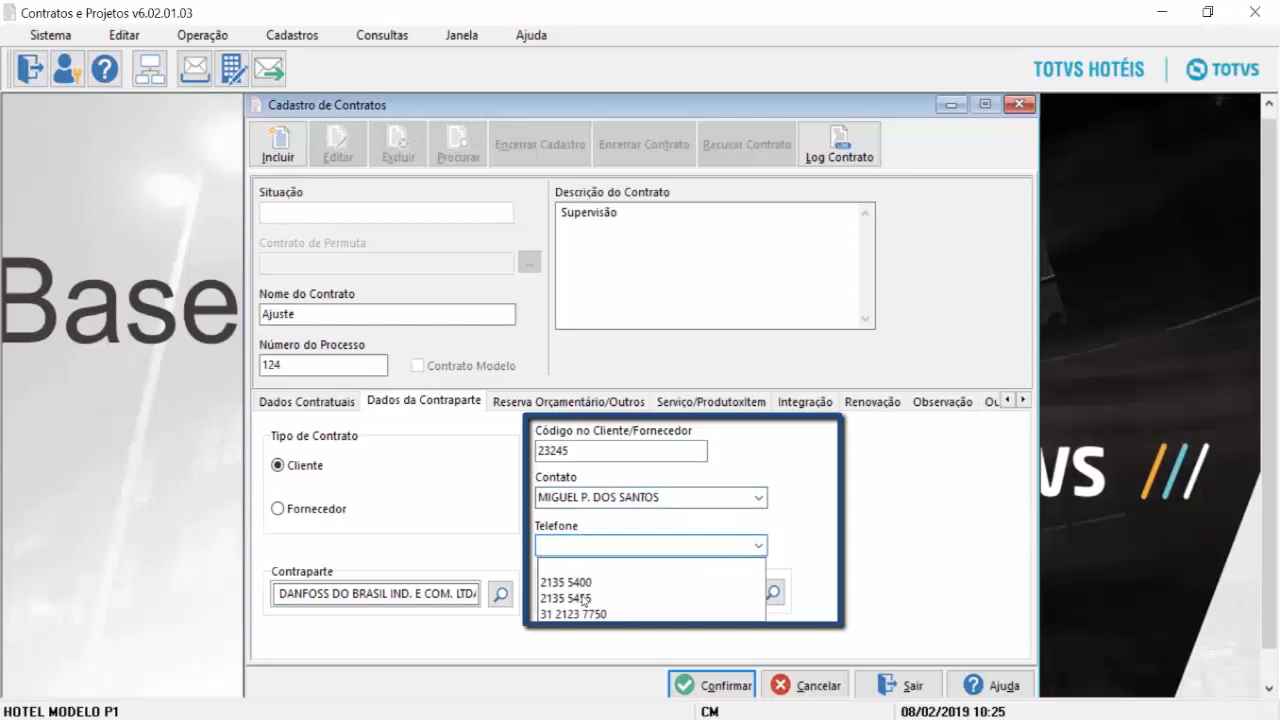 Contratos e Projetos v6.02.01.03
Sistema Editar Operação Cadastros Consultas Janela Ajuda
TOTVS HOTÉIS TOTVS
Cadastro de Contratos
Incluir Editar Excluir Procurar Encerrar Cadastro Encerrar Contrato Recusar Contrato Log Contrato
Situação
Descrição do Contrato
Supervisão
Contrato de Permuta
...
Nome do Contrato
Ajuste
Número do Processo
124
Contrato Modelo
Base
Dados Contratuais Dados da Contraparte Reserva Orçamentário/Outros Serviço/ProdutoxItem Integração Renovação Observação Ou
Tipo de Contrato
Cliente
Fornecedor
Contraparte
DANFOSS DO BRASIL IND. E COM. LTDA
Código no Cliente/Fornecedor
23245
Contato
MIGUEL P. DOS SANTOS
Telefone
2135 5400
2135 54
31 2123 7750
VS
Confirmar Cancelar Sair Ajuda
HOTEL MODELO P1 CM 08/02/2019 10:25